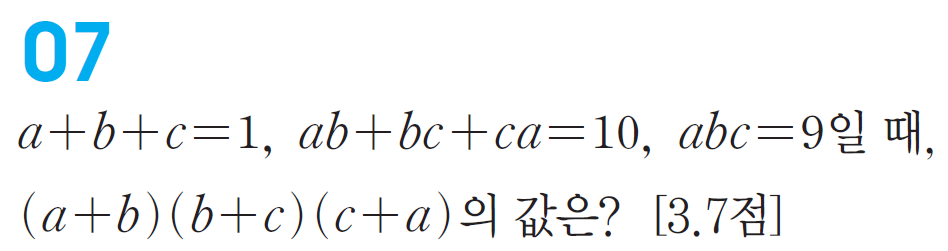 07
a+b+c=1, ab+bc+ca=10, abc=9일 때,
(a+b)(b+c)(c+a)의 값은? [3.7점]